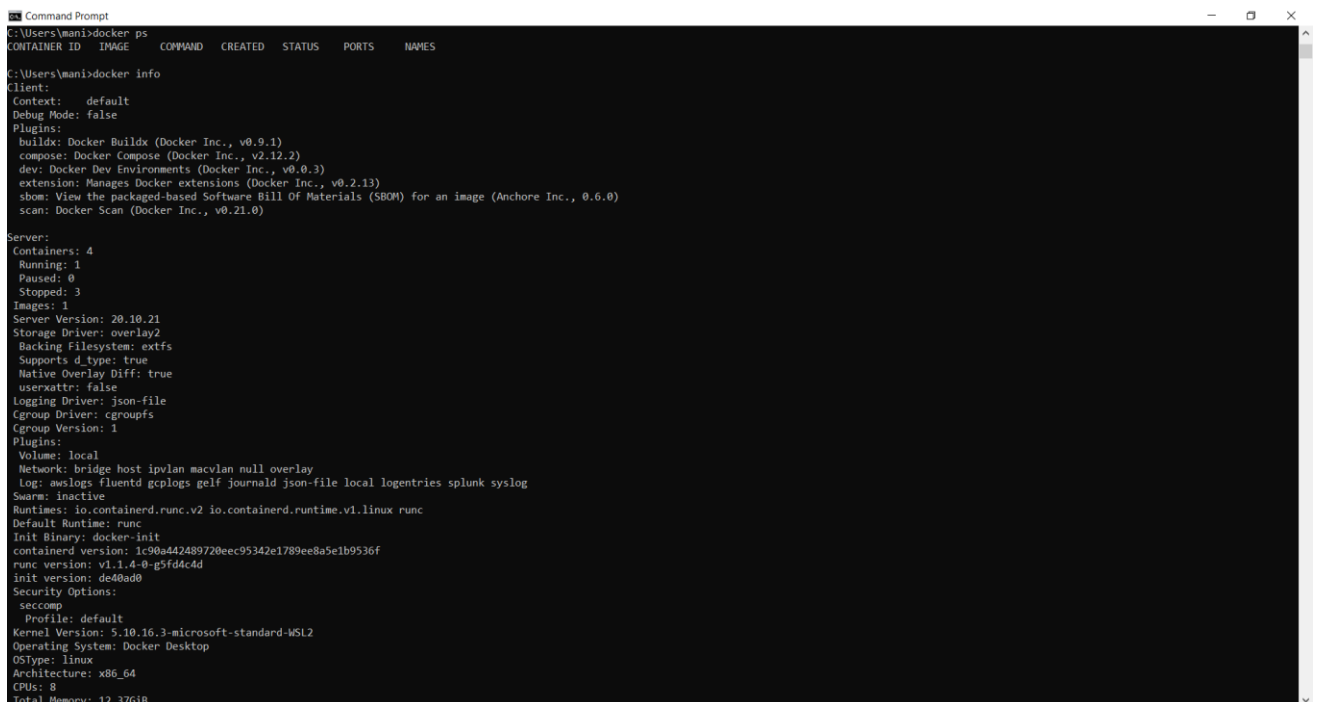 Command Prompt
C:\Users\mani>docker ps
CONTAINER ID   IMAGE     COMMAND   CREATED   STATUS    PORTS     NAMES
C:\Users\mani>docker info
Client:
 Context:    default
 Debug Mode: false
 Plugins:
  buildx: Docker Buildx (Docker Inc., v0.9.1)
  compose: Docker Compose (Docker Inc., v2.12.2)
  dev: Docker Dev Environments (Docker Inc., v0.0.3)
  extension: Manages Docker extensions (Docker Inc., v0.2.13)
  sbom: View the packaged-based Software Bill Of Materials (SBOM) for an image (Anchore Inc., 0.6.0)
  scan: Docker Scan (Docker Inc., v0.21.0)
Server:
 Containers: 4
  Running: 1
  Paused: 0
  Stopped: 3
 Images: 1
 Server Version: 20.10.21
 Storage Driver: overlay2
  Backing Filesystem: extfs
  Supports d_type: true
  Native Overlay Diff: true
  userxattr: false
 Logging Driver: json-file
 Cgroup Driver: cgroupfs
 Cgroup Version: 1
 Plugins:
  Volume: local
  Network: bridge host ipvlan macvlan null overlay
  Log: awslogs fluentd gcplogs gelf journald json-file local logentries splunk syslog
 Swarm: inactive
 Runtimes: io.containerd.runc.v2 io.containerd.runtime.v1.linux runc
 Default Runtime: runc
 Init Binary: docker-init
 containerd version: 1c90a442489720eec95342e1789ee8a5e1b9536f
 runc version: v1.1.4-0-g5fd4c4d
 init version: de40ad0
 Security Options:
  seccomp
   Profile: default
 Kernel Version: 5.10.16.3-microsoft-standard-WSL2
 Operating System: Docker Desktop
 OSType: linux
 Architecture: x86_64
 CPUs: 8
 Total Memory: 12.37GiB